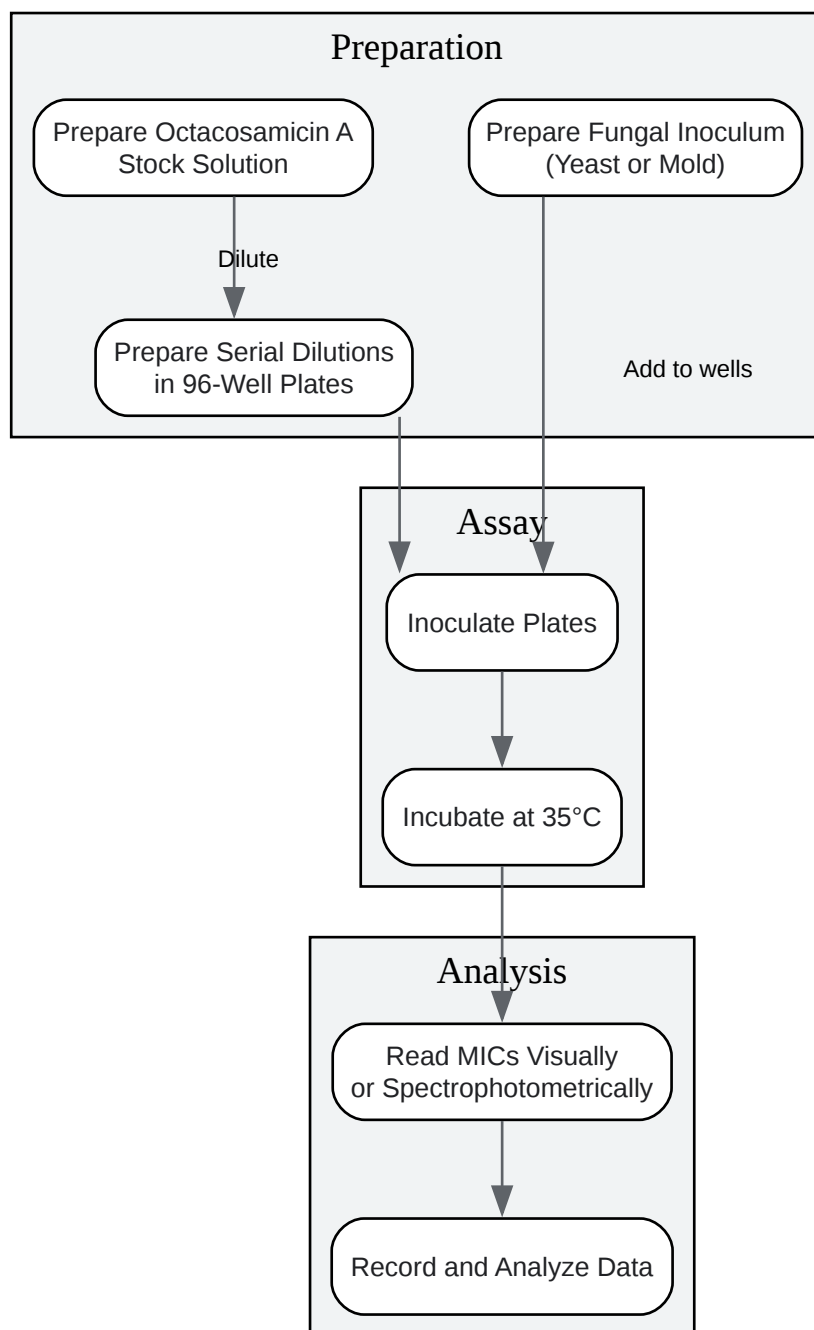 Preparation
Prepare Octacosamicin A
Stock Solution
Prepare Fungal Inoculum
(Yeast or Mold)
Dilute
Prepare Serial Dilutions
in 96-Well Plates
Add to wells
Assay
Inoculate Plates
Incubate at 35°C
Analysis
Read MICs Visually
or Spectrophotometrically
Record and Analyze Data